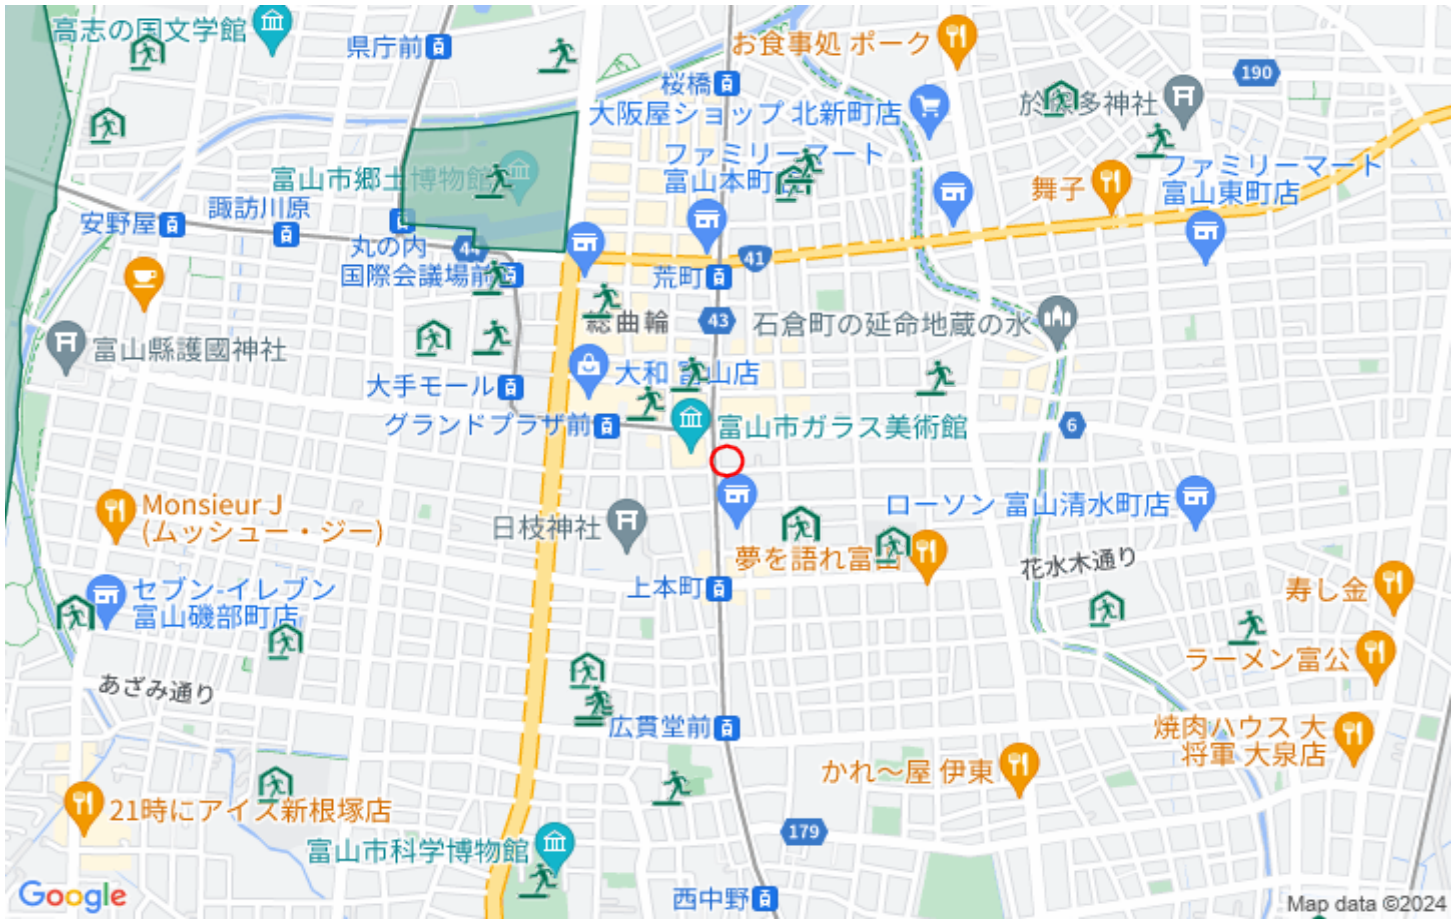 高志の国文学館
県庁前
お食事処 ポーク
桜橋
190
大阪屋ショップ 北新町店
ファミリーマート
富山本町
富山市郷土博物館
舞子
ファミリーマート
富山東町店
諏訪川原
安野屋
丸の内
44
国際会議場前
41
荒町
43
総曲輪
石倉町の延命地蔵の水
富山縣護國神社
大手モール
大和 富山店
グランドプラザ前
富山市ガラス美術館
6
Monsieur J
(ムッシュー・ジー)
日枝神社
ローソン 富山清水町店
夢を語れ富山
花水木通り
上本町
セブン-イレブン
富山磯部町店
寿し金
ラーメン富公
あざみ通り
広貫堂前
焼肉ハウス 大
将軍 大泉店
かれ〜屋 伊東
21時にアイス新根塚店
179
富山市科学博物館
西中野
Google
Map data ©2024